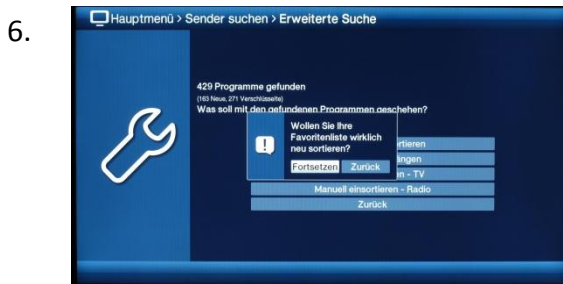 6.
Hauptmenü > Sender suchen > Erweiterte Suche
429 Programme gefunden
(163 Neue, 271 Verschlüsselte)
Was soll mit den gefundenen Programmen geschehen?
Wollen Sie Ihre
Favoritenliste wirklich
neu sortieren?
Fortsetzen Zurück
Manuell einsortieren - Radio
Zurück